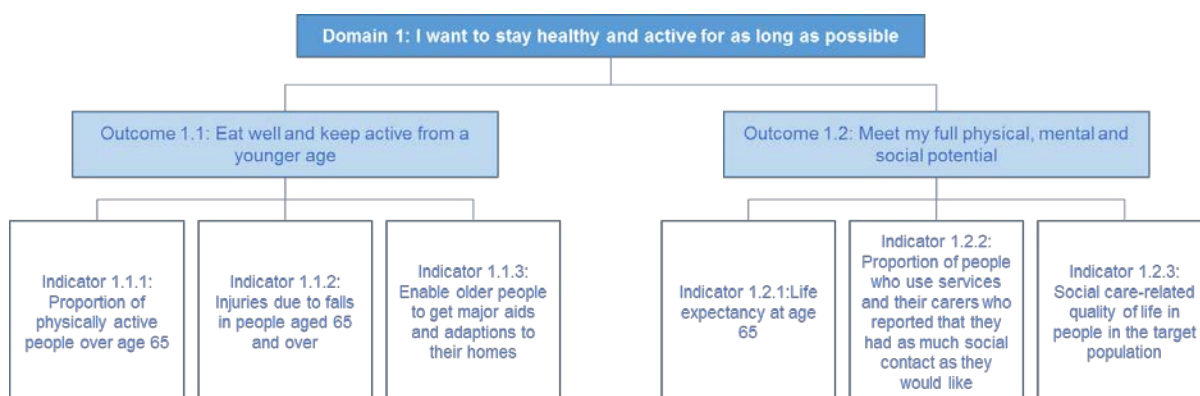 Domain 1: I want to stay healthy and active for as long as possible
Outcome 1.1: Eat well and keep active from a
younger age
Outcome 1.2: Meet my full physical, mental and
social potential
Indicator 1.1.1:
Proportion of
physically active
people over age 65
Indicator 1.1.2:
Injuries due to falls
in people aged 65
and over
Indicator 1.1.3:
Enable older people
to get major aids
and adaptions to
their homes
Indicator 1.2.1:Life
expectancy at age
65
Indicator 1.2.2:
Proportion of people
who use services
and their carers who
reported that they
had as much social
contact as they
would like
Indicator 1.2.3:
Social care-related
quality of life in
people in the target
population